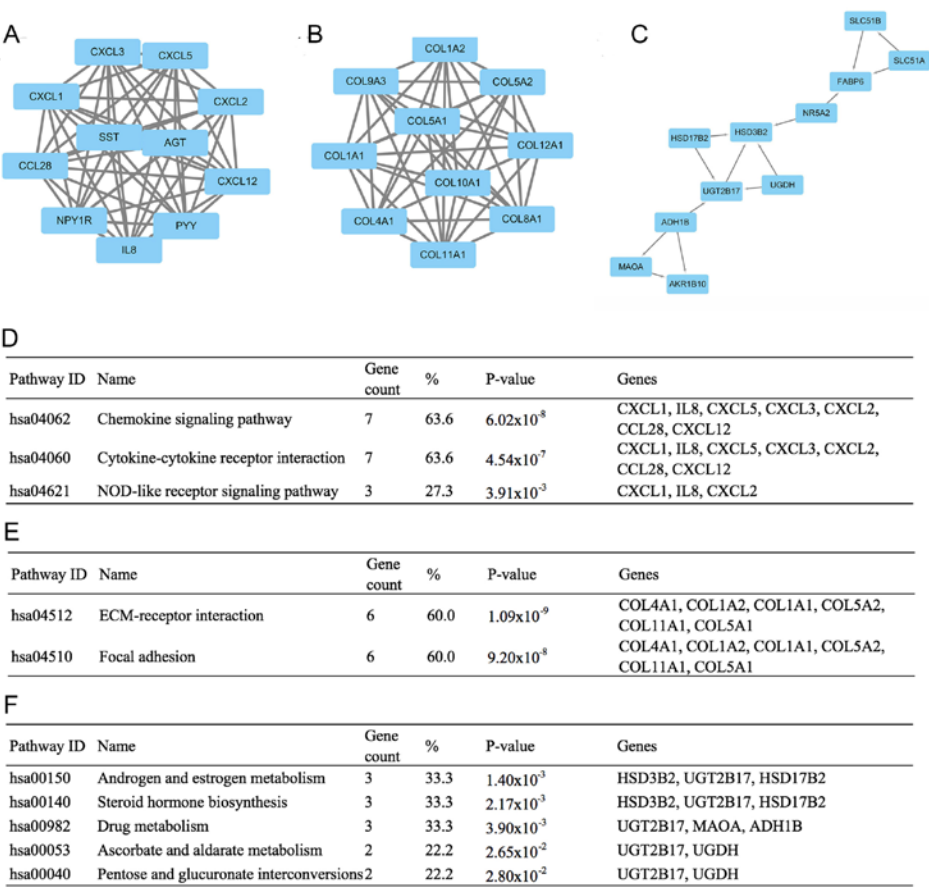 A
CXCL3
CXCL5
CXCL1
CXCL2
SST
AGT
CCL28
CXCL12
NPY1R
PYY
IL8
B
COL1A2
COL9A3
COL5A2
COL5A1
COL12A1
COL1A1
COL10A1
COL4A1
COL8A1
COL11A1
C
SLC51B
SLC51A
FABP6
NR5A2
HSD17B2
HSD3B2
UGT2B17
UGDH
ADH1B
MAOA
AKR1B10
D
Pathway ID Name Gene count % P-value Genes
hsa04062 Chemokine signaling pathway 7 63.6 6.02x10⁻⁸ CXCL1, IL8, CXCL5, CXCL3, CXCL2,
CCL28, CXCL12
hsa04060 Cytokine-cytokine receptor interaction 7 63.6 4.54x10⁻⁷ CXCL1, IL8, CXCL5, CXCL3, CXCL2,
CCL28, CXCL12
hsa04621 NOD-like receptor signaling pathway 3 27.3 3.91x10⁻³ CXCL1, IL8, CXCL2
E
Pathway ID Name Gene count % P-value Genes
hsa04512 ECM-receptor interaction 6 60.0 1.09x10⁻⁹ COL4A1, COL1A2, COL1A1, COL5A2,
COL11A1, COL5A1
hsa04510 Focal adhesion 6 60.0 9.20x10⁻⁸ COL4A1, COL1A2, COL1A1, COL5A2,
COL11A1, COL5A1
F
Pathway ID Name Gene count % P-value Genes
hsa00150 Androgen and estrogen metabolism 3 33.3 1.40x10⁻³ HSD3B2, UGT2B17, HSD17B2
hsa00140 Steroid hormone biosynthesis 3 33.3 2.17x10⁻³ HSD3B2, UGT2B17, HSD17B2
hsa00982 Drug metabolism 3 33.3 3.90x10⁻³ UGT2B17, MAOA, ADH1B
hsa00053 Ascorbate and aldarate metabolism 2 22.2 2.65x10⁻² UGT2B17, UGDH
hsa00040 Pentose and glucuronate interconversions 2 22.2 2.80x10⁻² UGT2B17, UGDH